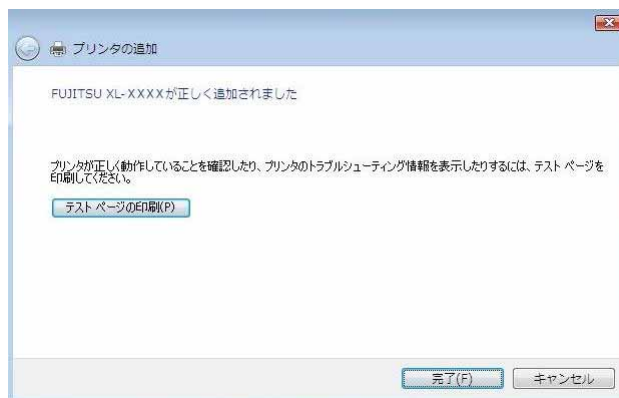 プリンタの追加
FUJITSU XL-XXXXが正しく追加されました
プリンタが正しく動作していることを確認したり、プリンタのトラブルシューティング情報を表示したりするには、テスト ページを
印刷してください。
テスト ページの印刷(P)
完了(F)
キャンセル